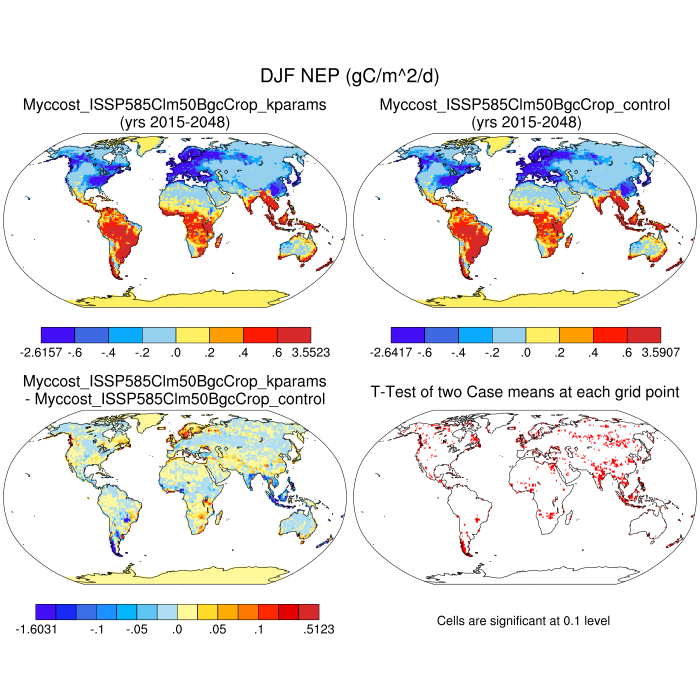 DJF NEP (gC/m^2/d)
Myccost_ISSP585Clm50BgcCrop_kparams
(yrs 2015-2048)
Myccost_ISSP585Clm50BgcCrop_control
(yrs 2015-2048)
-2.6157 -.6 -.4 -.2 .0 .2 .4 .6 3.5523
-2.6417 -.6 -.4 -.2 .0 .2 .4 .6 3.5907
Myccost_ISSP585Clm50BgcCrop_kparams
- Myccost_ISSP585Clm50BgcCrop_control
T-Test of two Case means at each grid point
-1.6031 -.1 -.05 .0 .05 .1 .5123
Cells are significant at 0.1 level